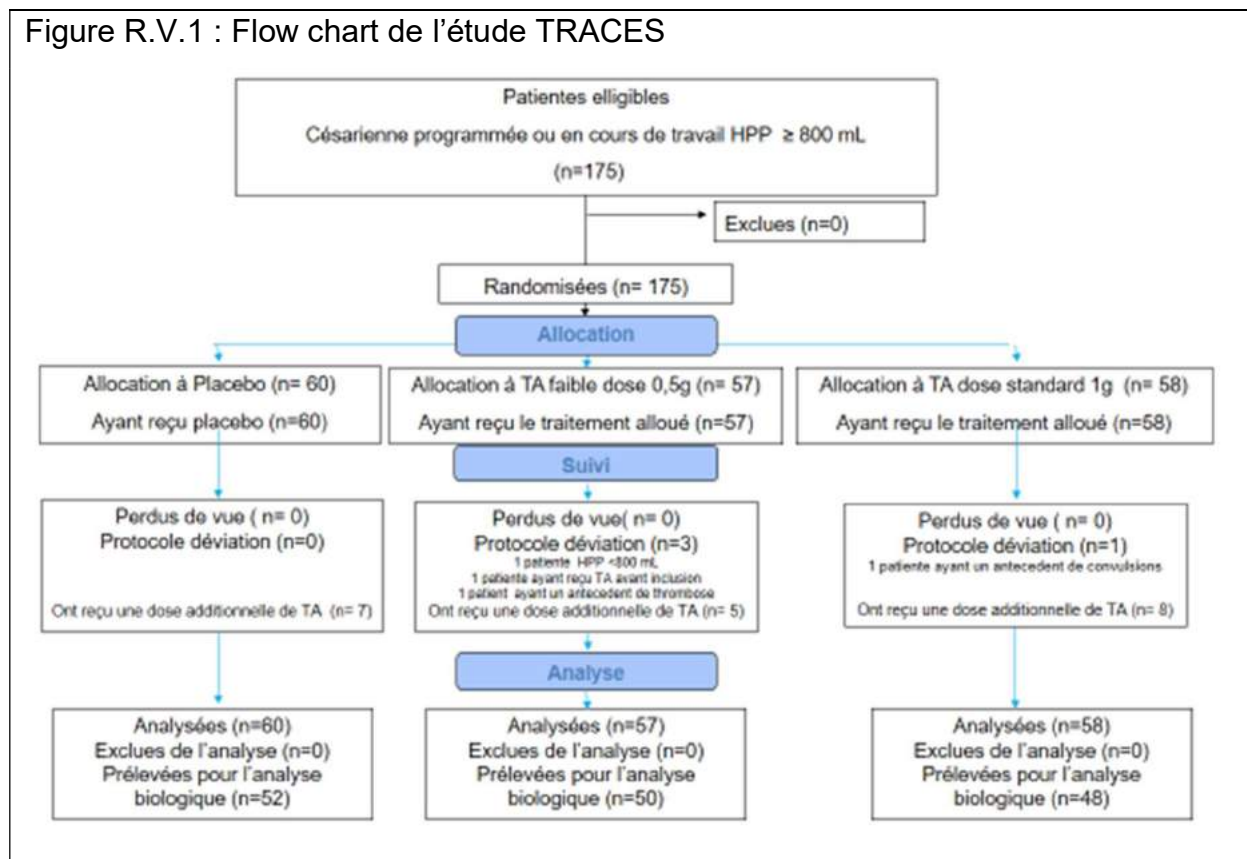 Figure R.V.1 : Flow chart de l'étude TRACES
Patientes elligibles
Césarienne programmée ou en cours de travail HPP ≥ 800 mL
(n=175)
Exclues (n=0)
Randomisées (n= 175)
Allocation
Allocation à Placebo (n= 60)
Ayant reçu placebo (n=60)
Allocation à TA faible dose 0,5g (n= 57)
Ayant reçu le traitement alloué (n=57)
Allocation à TA dose standard 1g (n= 58)
Ayant reçu le traitement alloué (n=58)
Suivi
Perdus de vue ( n= 0)
Protocole déviation (n=0)
Ont reçu une dose additionnelle de TA (n= 7)
Perdus de vue( n= 0)
Protocole déviation (n=3)
1 patiente HPP <800 mL
1 patiente ayant reçu TA avant inclusion
1 patient ayant un antecedent de thrombose
Ont reçu une dose additionnelle de TA (n= 5)
Perdus de vue ( n= 0)
Protocole déviation (n=1)
1 patiente ayant un antecedent de convulsions
Ont reçu une dose additionnelle de TA (n= 8)
Analyse
Analysées (n=60)
Exclues de l'analyse (n=0)
Prélevées pour l'analyse
biologique (n=52)
Analysées (n=57)
Exclues de l'analyse (n=0)
Prélevées pour l'analyse
biologique (n=50)
Analysées (n=58)
Exclues de l'analyse (n=0)
Prélevées pour l'analyse
biologique (n=48)